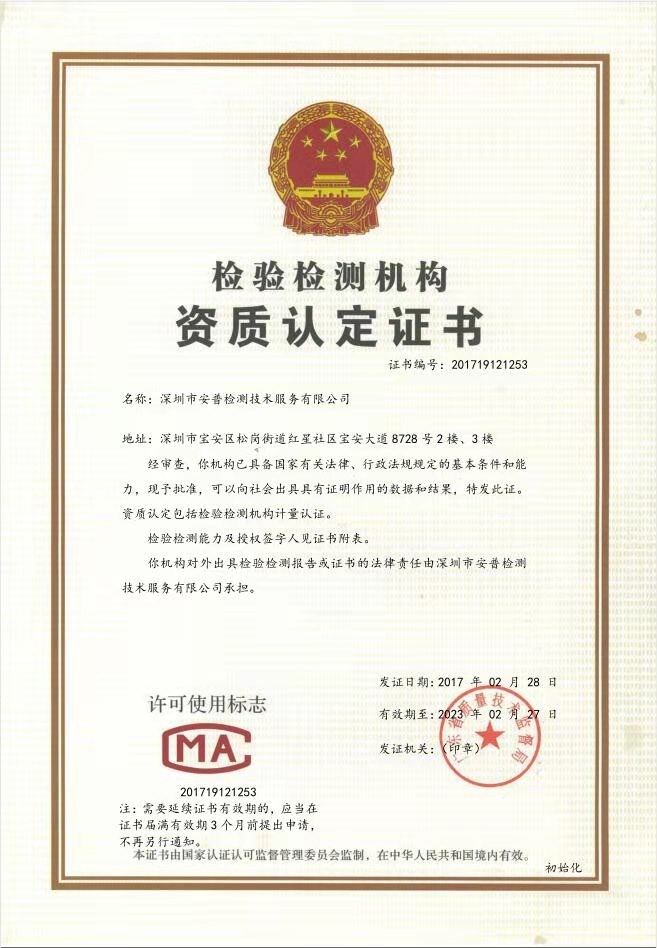 检验检测机构
资质认定证书
证书编号：201719121253
名称：深圳市安普检测技术服务有限公司
地址：深圳市宝安区松岗街道红星社区宝安大道8728号2楼、3楼
经审查，你机构已具备国家有关法律、行政法规规定的基本条件和能
力，现予批准，可以向社会出具具有证明作用的数据和结果，特发此证。
资质认定包括检验检测机构计量认证。
检验检测能力及授权签字人见证书附表。
你机构对外出具检验检测报告或证书的法律责任由深圳市安普检测
技术服务有限公司承担。
许可使用标志
MA
201719121253
发证日期：2017 年 02 月 28 日
有效期至：2023 年 02 月 27 日
发证机关：（印章）
广东省质量技术监督局
注：需要延续证书有效期的，应当在
证书届满有效期3个月前提出申请，
不再另行通知。
本证书由国家认证认可监督管理委员会监制，在中华人民共和国境内有效。
初始化